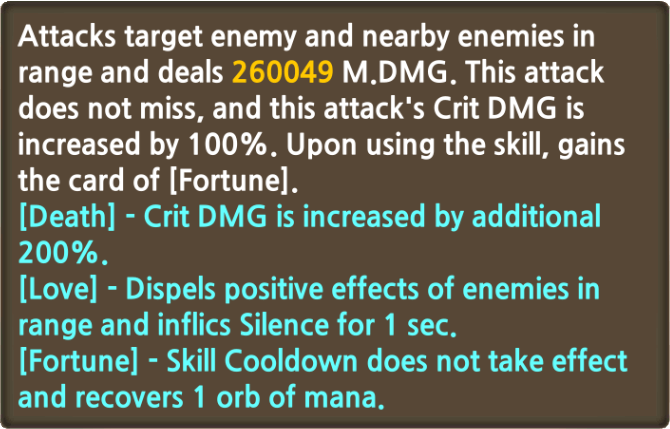 Attacks target enemy and nearby enemies in
range and deals 260049 M.DMG. This attack
does not miss, and this attack's Crit DMG is
increased by 100%. Upon using the skill, gains
the card of [Fortune].
[Death] - Crit DMG is increased by additional
200%.
[Love] - Dispels positive effects of enemies in
range and inflics Silence for 1 sec.
[Fortune] - Skill Cooldown does not take effect
and recovers 1 orb of mana.